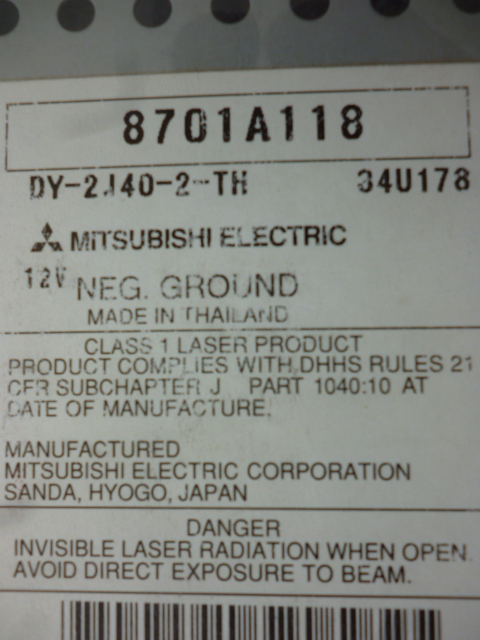 8701A118
DY-2J40-2-TH 34U178
MITSUBISHI ELECTRIC
12V NEG. GROUND
MADE IN THAILAND
CLASS 1 LASER PRODUCT
PRODUCT COMPLIES WITH DHHS RULES 21
CFR SUBCHAPTER J PART 1040:10 AT
DATE OF MANUFACTURE.
MANUFACTURED
MITSUBISHI ELECTRIC CORPORATION
SANDA, HYOGO, JAPAN
DANGER
INVISIBLE LASER RADIATION WHEN OPEN.
AVOID DIRECT EXPOSURE TO BEAM.